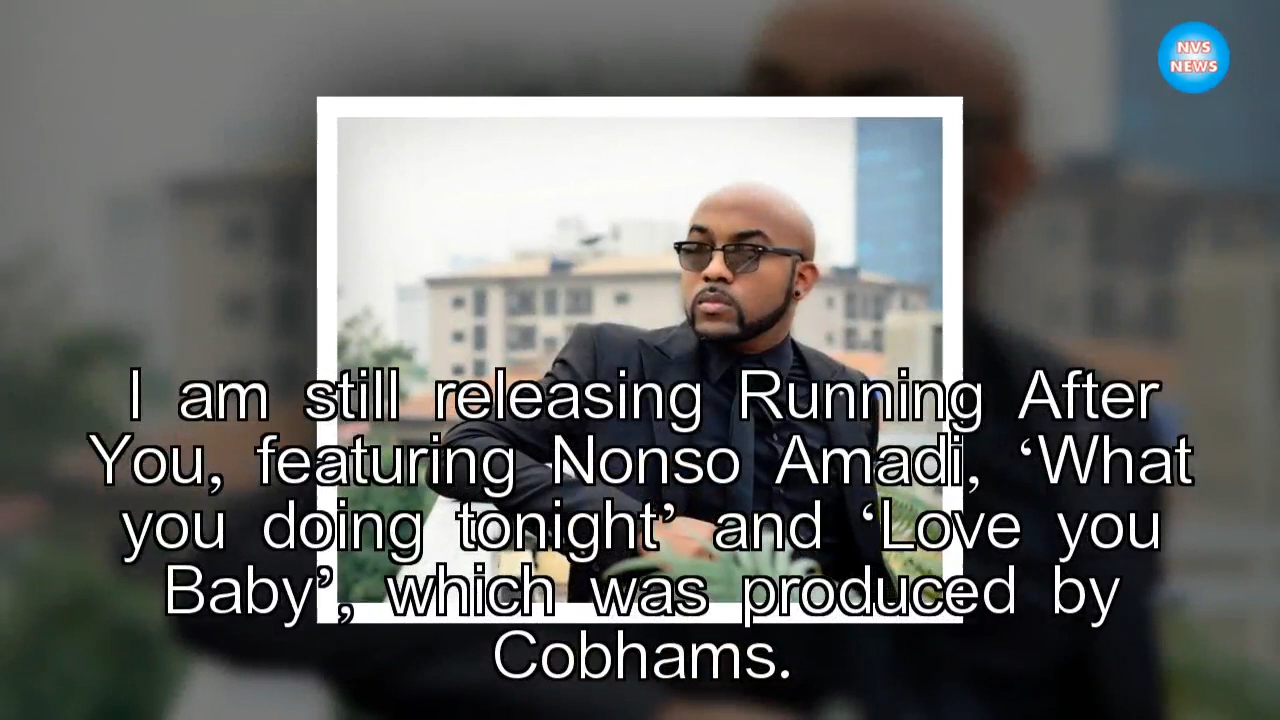 NVS
NEWS
I am still releasing Running After
You, featuring Nonso Amadi, ‘What
you doing tonight’ and ‘Love you
Baby’, which was produced by
Cobhams.